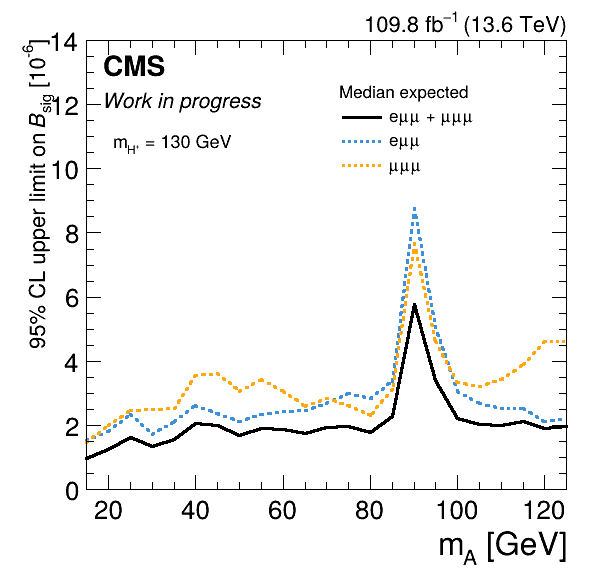 109.8 fb⁻¹ (13.6 TeV)
CMS
Work in progress
m_H⁺ = 130 GeV
Median expected
eμμ + μμμ
eμμ
μμμ
95% CL upper limit on B_sig [10⁻⁶]
14
12
10
8
6
4
2
0
20 40 60 80 100 120
m_A [GeV]